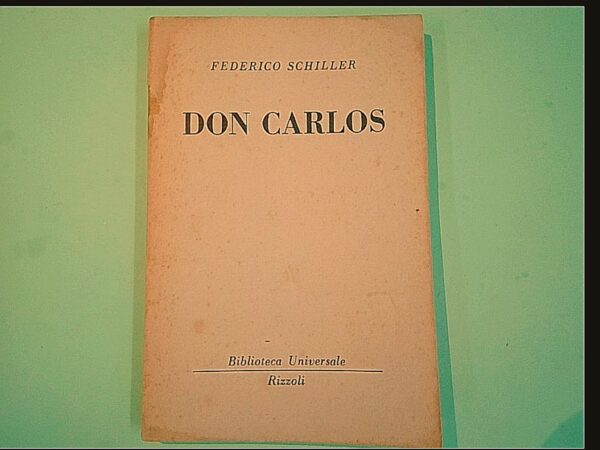 FEDERICO SCHILLER
DON CARLOS
Biblioteca Universale
Rizzoli